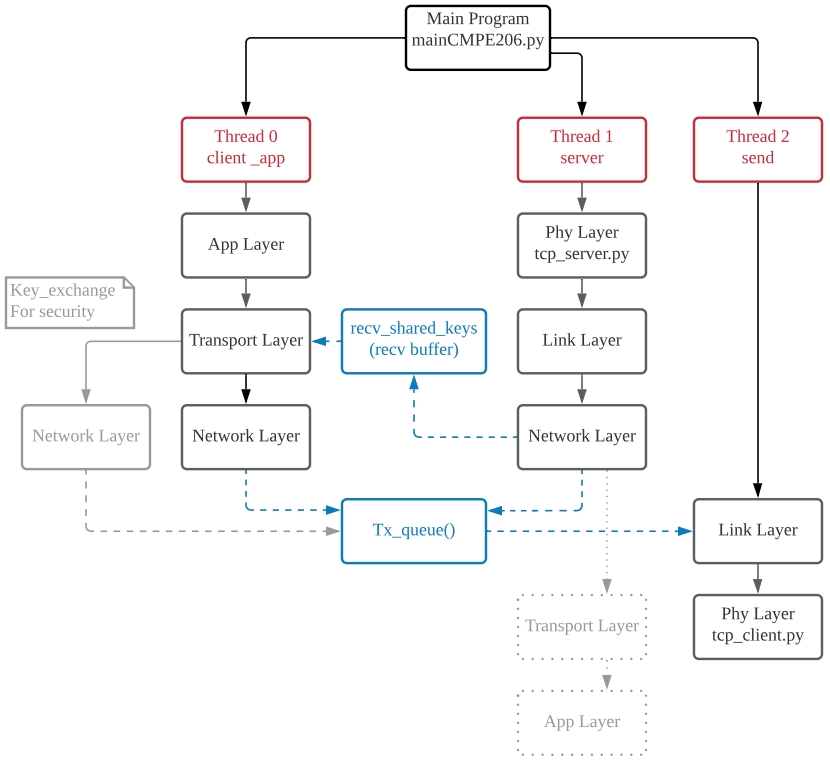 Main Program
mainCMPE206.py
Thread 0
client _app
Thread 1
server
Thread 2
send
App Layer
Phy Layer
tcp_server.py
Key_exchange
For security
Transport Layer
recv_shared_keys
(recv buffer)
Link Layer
Network Layer
Network Layer
Network Layer
Tx_queue()
Link Layer
Transport Layer
Phy Layer
tcp_client.py
App Layer